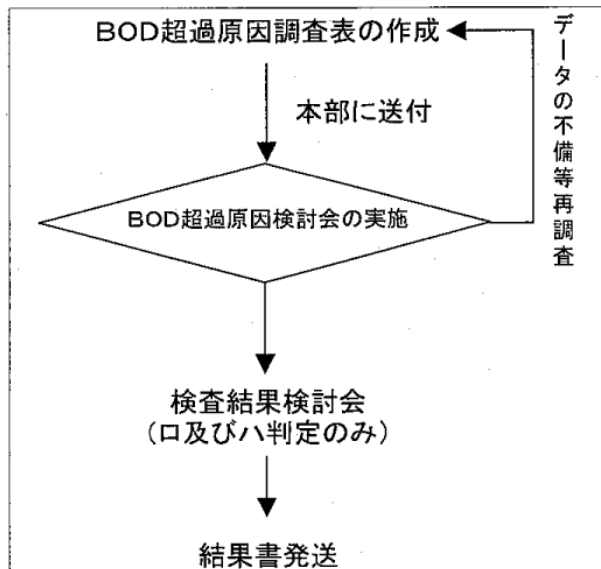 BOD超過原因調査表の作成
本部に送付
データの不備等再調査
BOD超過原因検討会の実施
検査結果検討会
(ロ及びハ判定のみ)
結果書発送